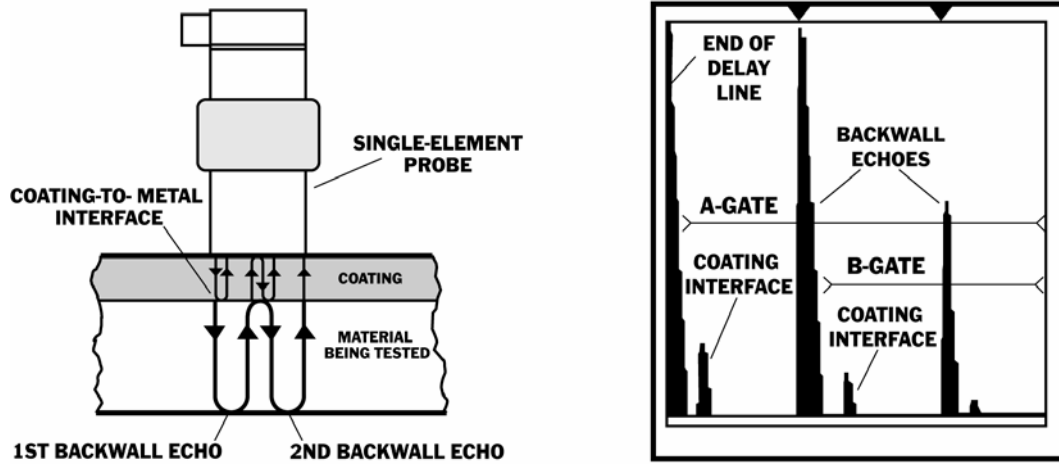 SINGLE-ELEMENT
PROBE
COATING-TO- METAL
INTERFACE
COATING
MATERIAL
BEING TESTED
1ST BACKWALL ECHO
2ND BACKWALL ECHO
END OF
DELAY
LINE
BACKWALL
ECHOES
A-GATE
COATING
INTERFACE
B-GATE
COATING
INTERFACE